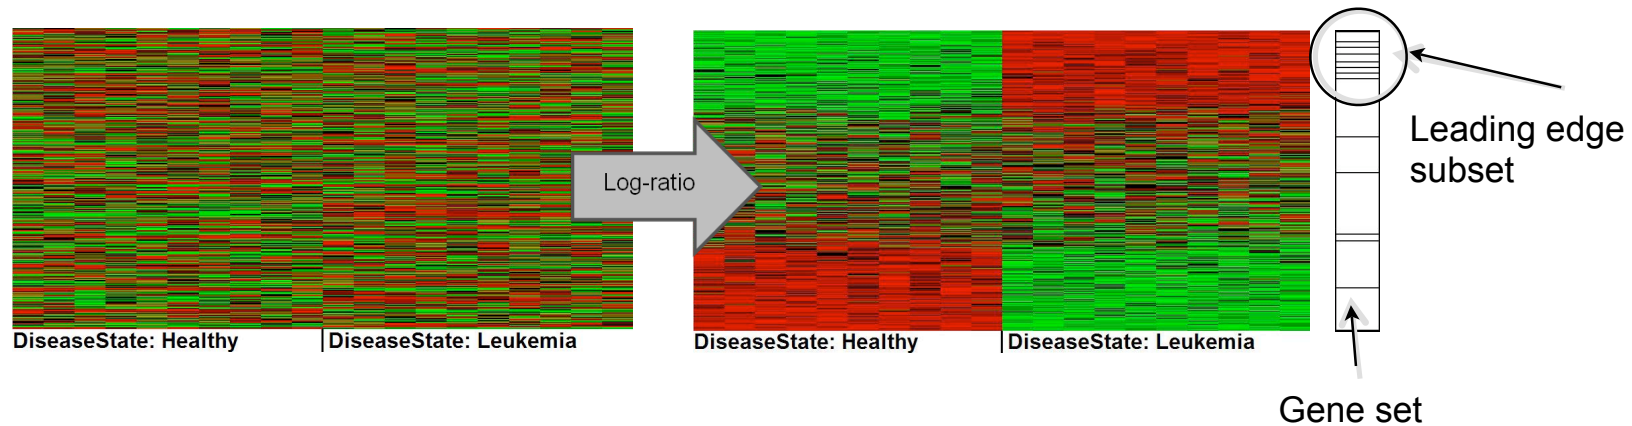 Log-ratio
Leading edge
subset
DiseaseState: Healthy
DiseaseState: Leukemia
DiseaseState: Healthy
DiseaseState: Leukemia
Gene set